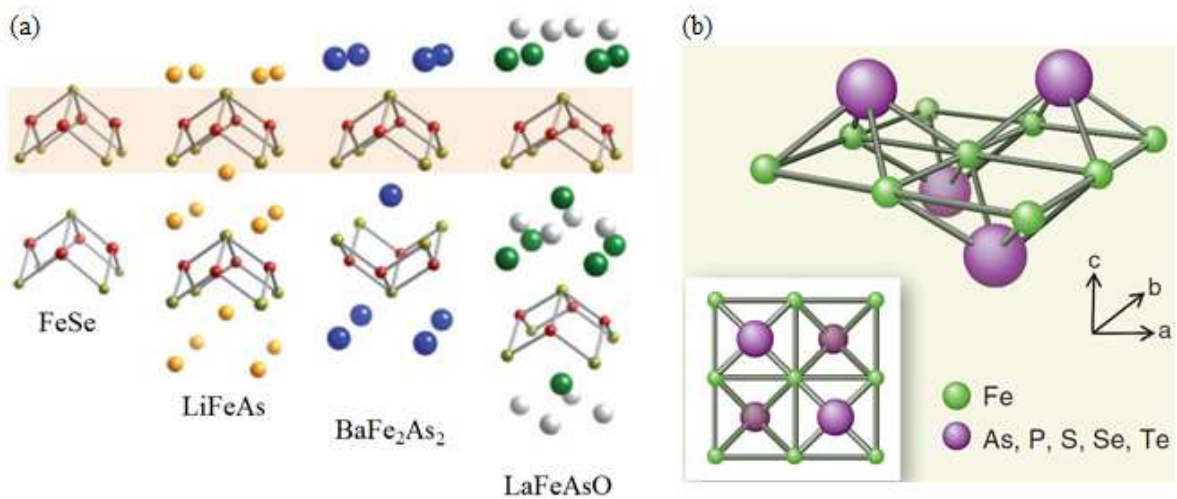 (a)
FeSe
LiFeAs
BaFe₂As₂
LaFeAsO
(b)
c
b
a
Fe
As, P, S, Se, Te